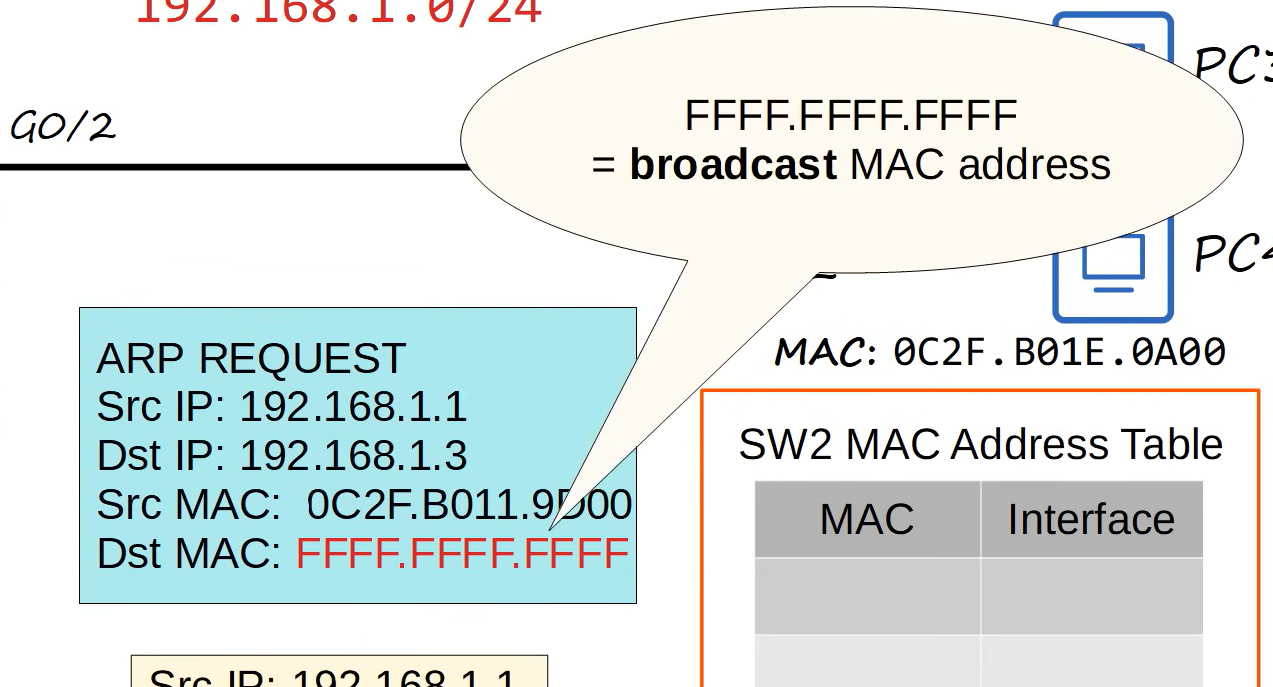 192.168.1.0/24
G0/2
FFFF.FFFF.FFFF
= broadcast MAC address
ARP REQUEST
Src IP: 192.168.1.1
Dst IP: 192.168.1.3
Src MAC: 0C2F.B011.9D00
Dst MAC: FFFF.FFFF.FFFF
PC3
PC4
MAC: 0C2F.B01E.0A00
SW2 MAC Address Table
MAC Interface
Src IP: 192.168.1.1